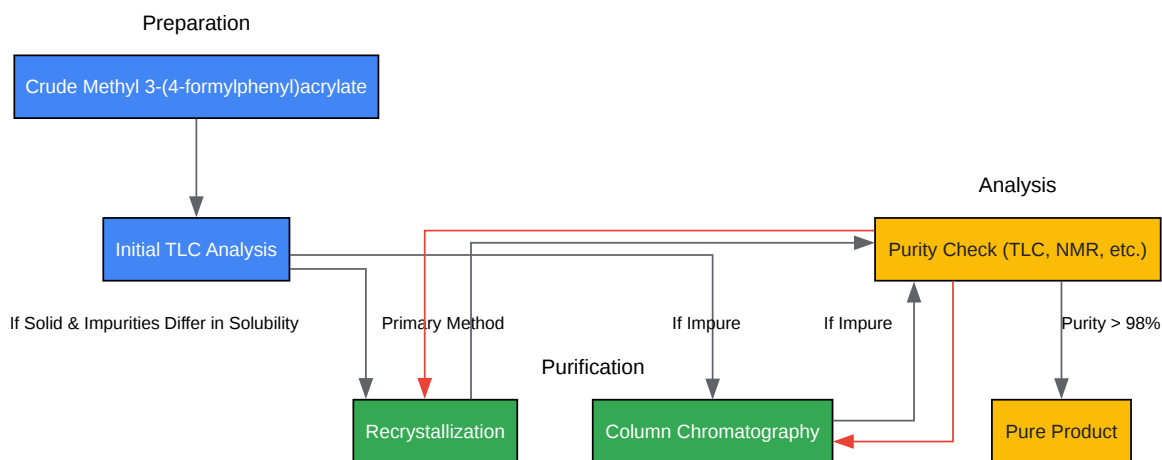 Preparation
Crude Methyl 3-(4-formylphenyl)acrylate
Analysis
Initial TLC Analysis
Purity Check (TLC, NMR, etc.)
If Solid & Impurities Differ in Solubility
Primary Method
If Impure
If Impure
Purity > 98%
Purification
Recrystallization
Column Chromatography
Pure Product